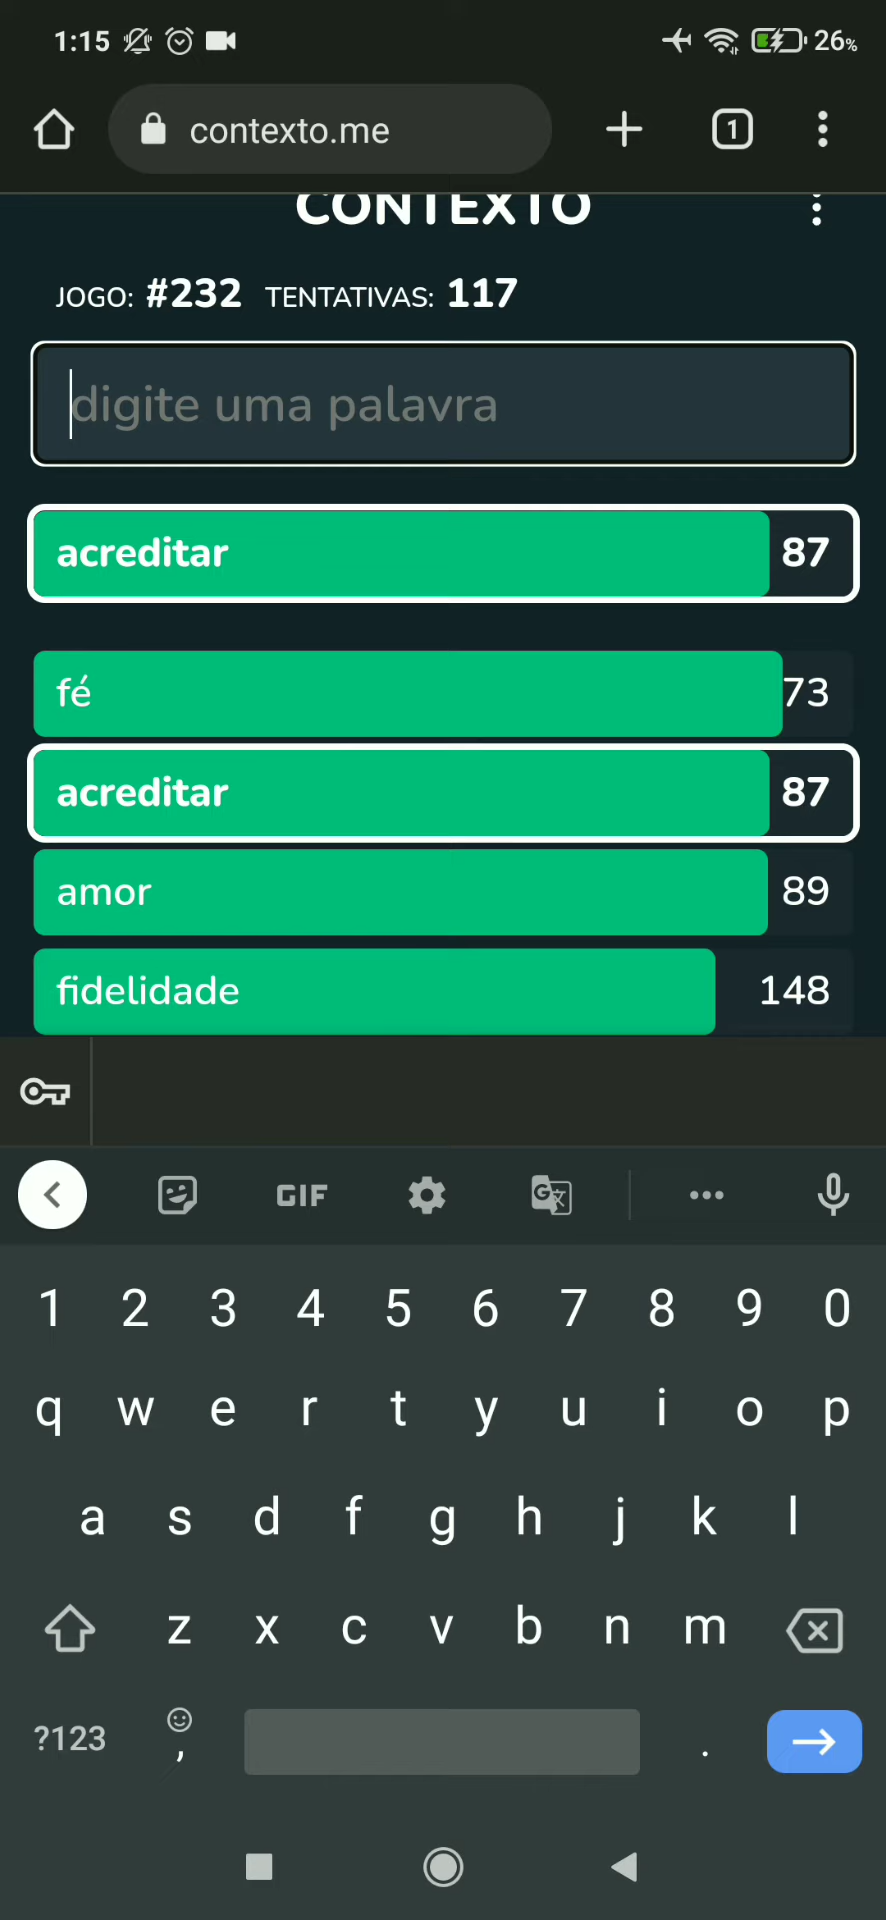 1:15 26%
contexto.me 1
CONTEXTO
JOGO: #232 TENTATIVAS: 117
digite uma palavra
acreditar 87
fé 73
acreditar 87
amor 89
fidelidade 148
GIF G
1 2 3 4 5 6 7 8 9 0
q w e r t y u i o p
a s d f g h j k l
z x c v b n m
?123 , .